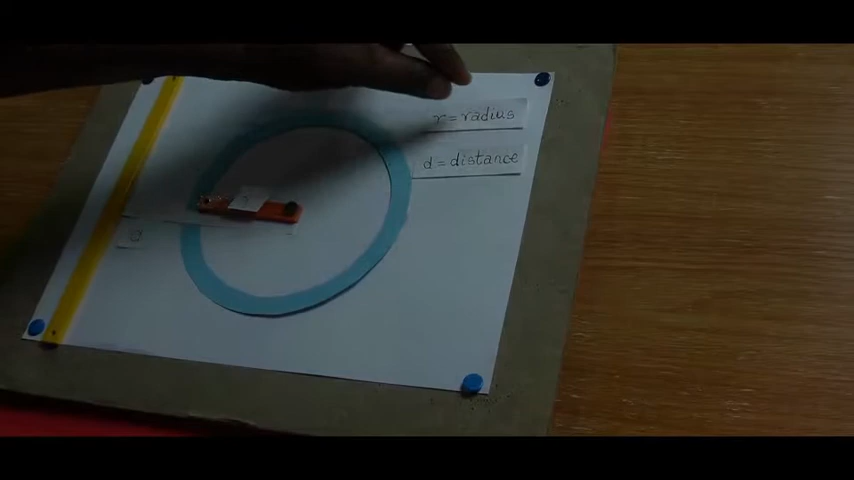 r = radius
d = distance